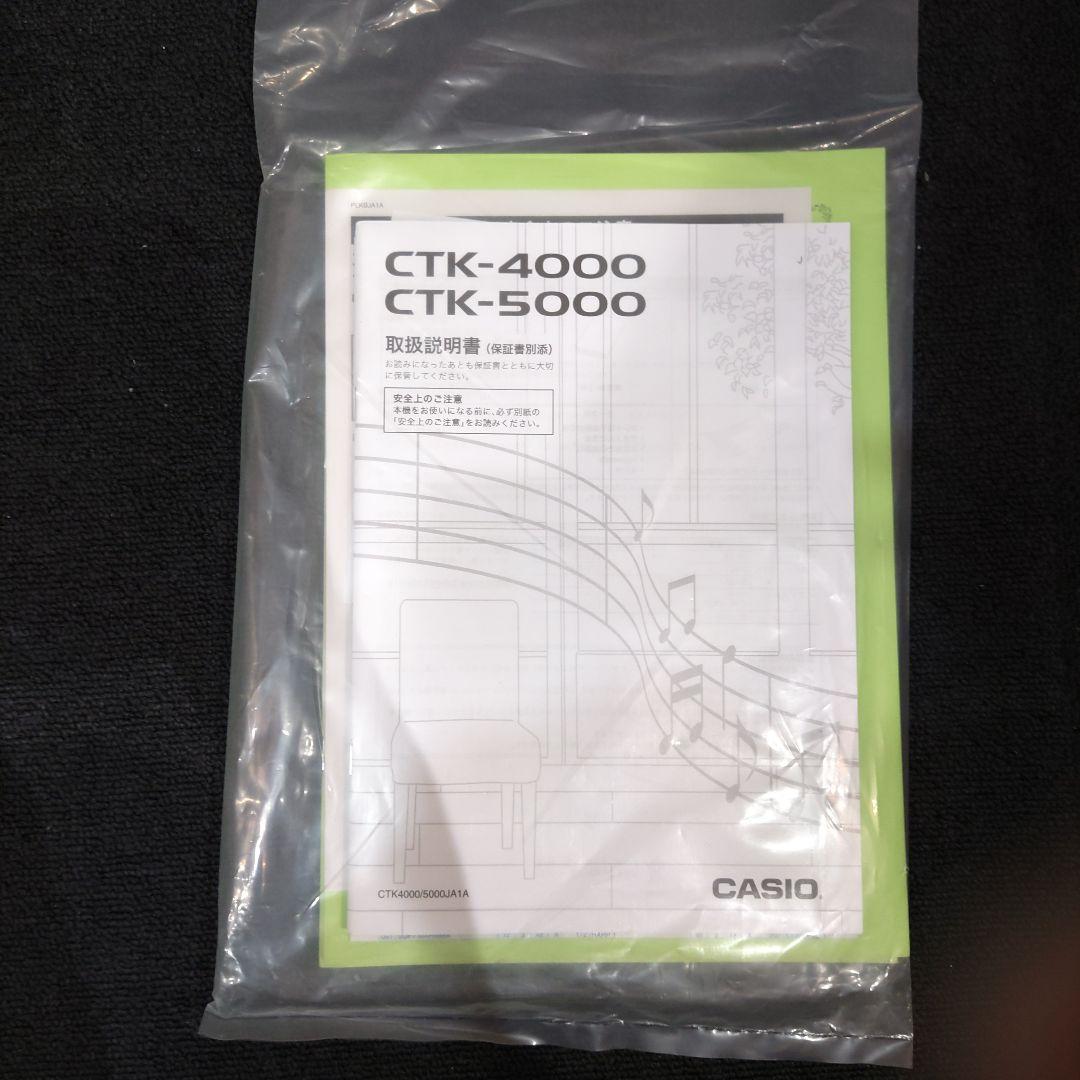 PLKBJA1A
CTK-4000
CTK-5000
取扱説明書 (保証書別添)
お読みになったあとも保証書とともに大切
に保管してください。
安全上のご注意
本機をお使いになる前に、必ず別紙の
「安全上のご注意」をお読みください。
CTK4000/5000JA1A
CASIO